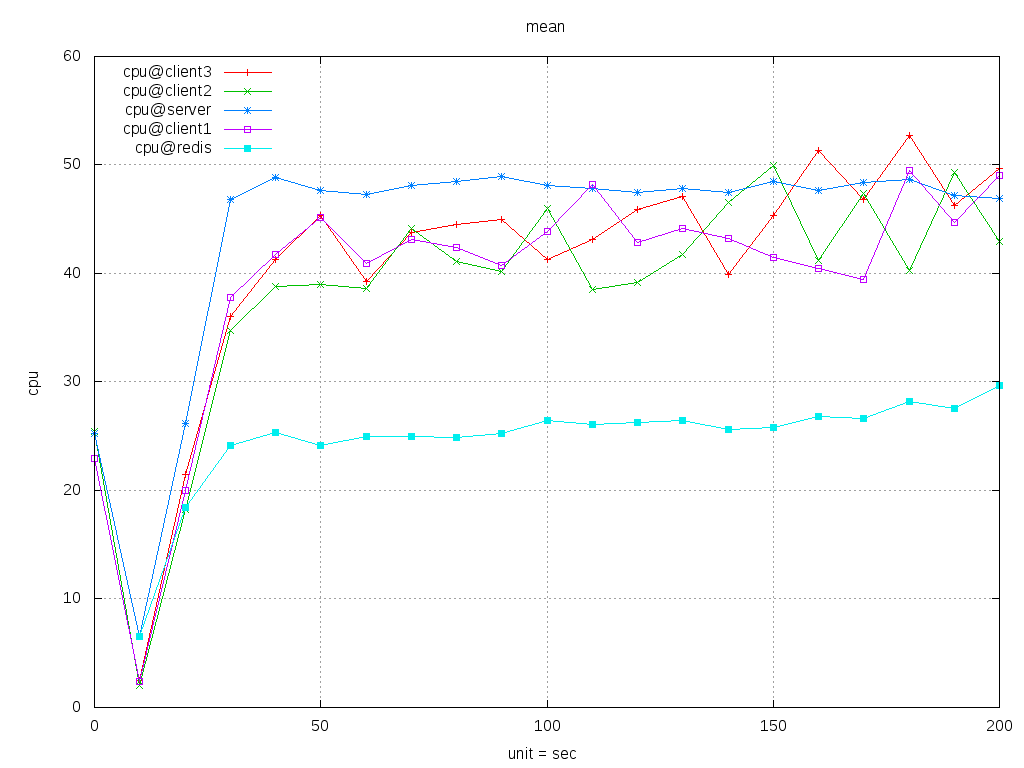 mean
60
50
40
30
20
10
0
cpu
cpu@client3
cpu@client2
cpu@server
cpu@client1
cpu@redis
0 50 100 150 200
unit = sec